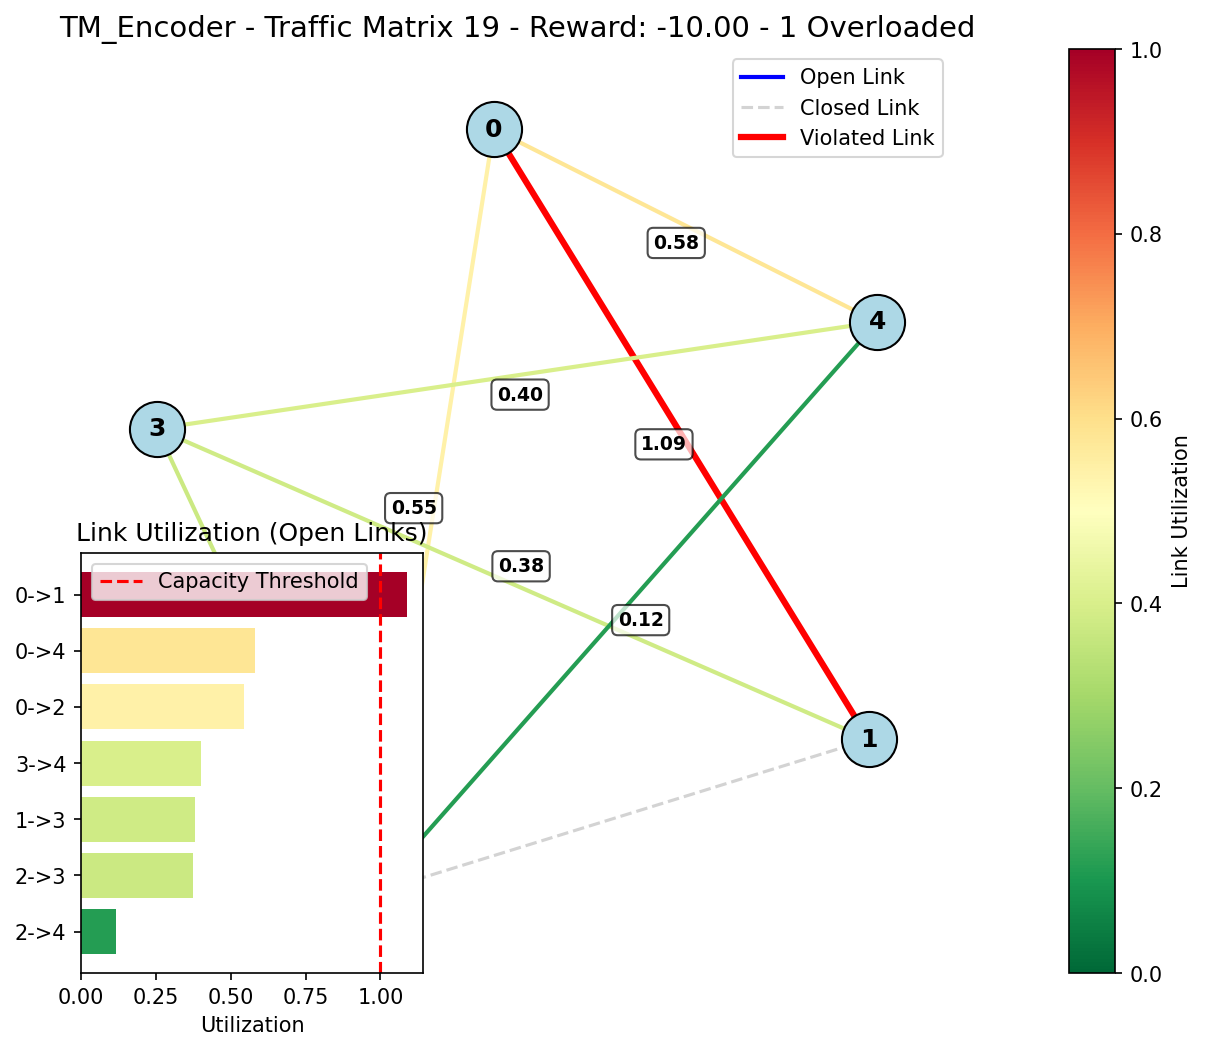 TM_Encoder - Traffic Matrix 19 - Reward: -10.00 - 1 Overloaded
Open Link
Closed Link
Violated Link
0
0.58
4
0.40
3
1.09
0.55
0.38
0.12
1
Link Utilization (Open Links)
Capacity Threshold
0->1
0->4
0->2
3->4
1->3
2->3
2->4
0.00 0.25 0.50 0.75 1.00
Utilization
1.0
0.8
0.6
0.4
0.2
0.0
Link Utilization